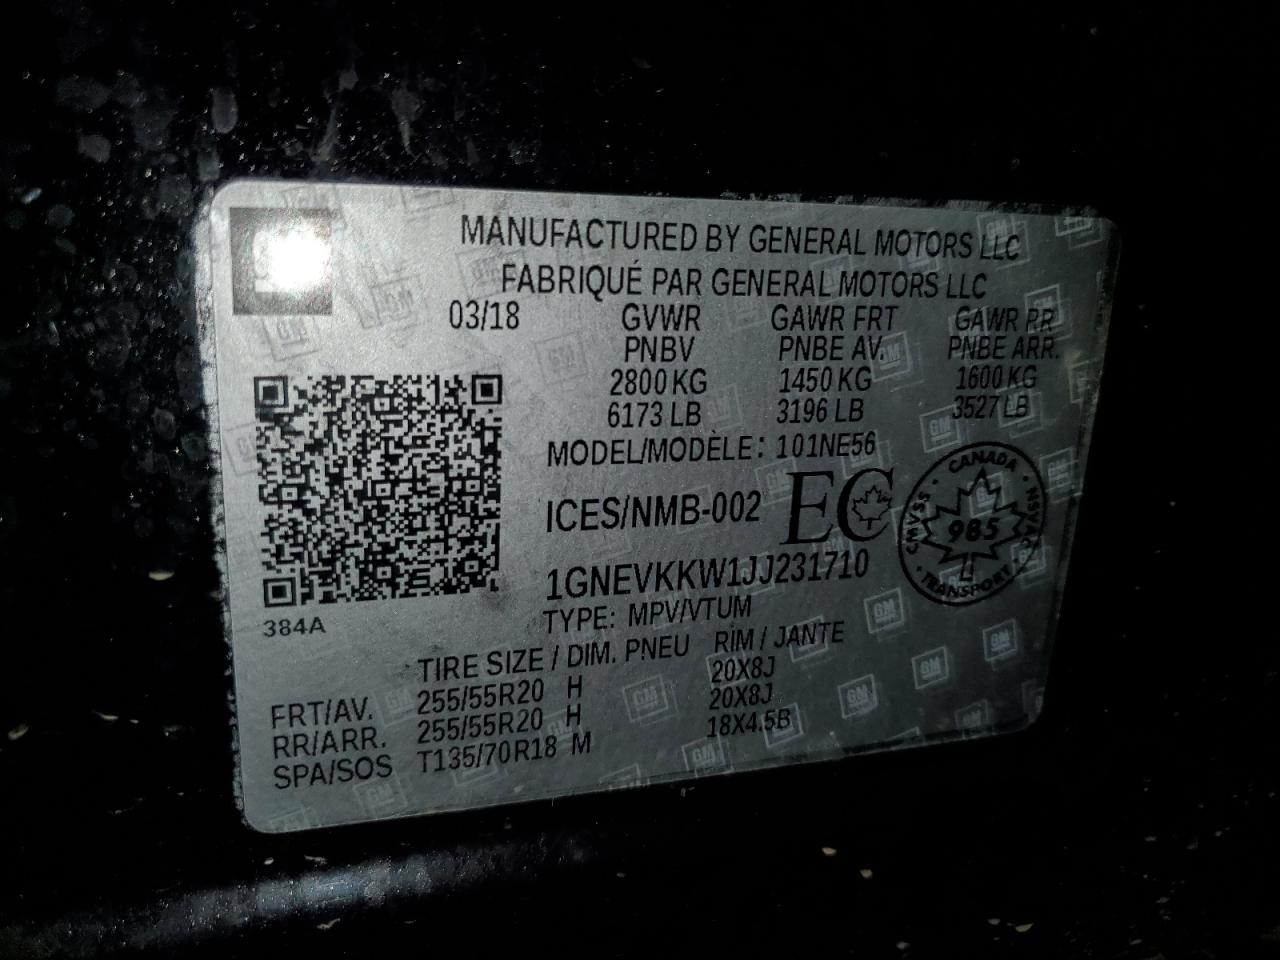 GM
MANUFACTURED BY GENERAL MOTORS LLC
FABRIQUÉ PAR GENERAL MOTORS LLC
03/18 GVWR GAWR FRT GAWR RR
PNBV PNBE AV. PNBE ARR.
2800 KG 1450 KG 1600 KG
6173 LB 3196 LB 3527 LB
MODEL/MODÈLE: 101NE56
ICES/NMB-002 EC
CANADA
CMVSS 985 NSVAC
TRANSPORT
1GNEVKKW1JJ231710
TYPE: MPV/VTUM
384A
TIRE SIZE / DIM. PNEU RIM / JANTE
FRT/AV. 255/55R20 H 20X8J
RR/ARR. 255/55R20 H 20X8J
SPA/SOS T135/70R18 M 18X4.5B